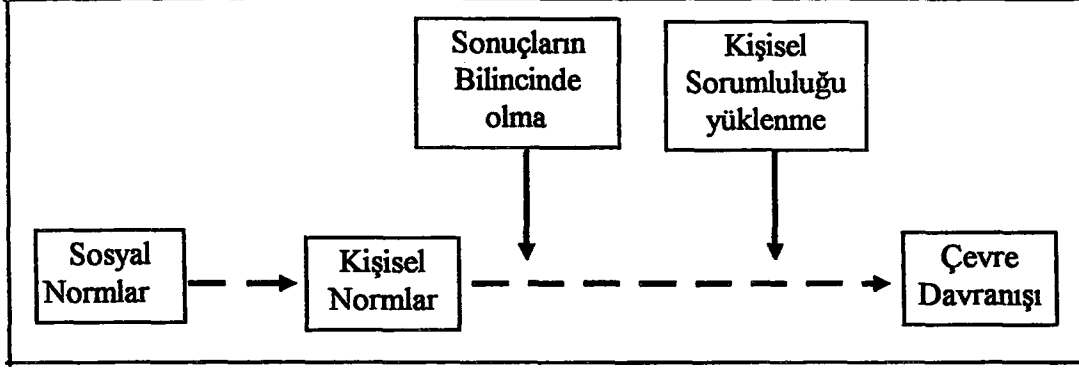 Sonuçların
Bilincinde
olma
Kişisel
Sorumluluğu
yüklenme
Sosyal
Normlar
Kişisel
Normlar
Çevre
Davranışı